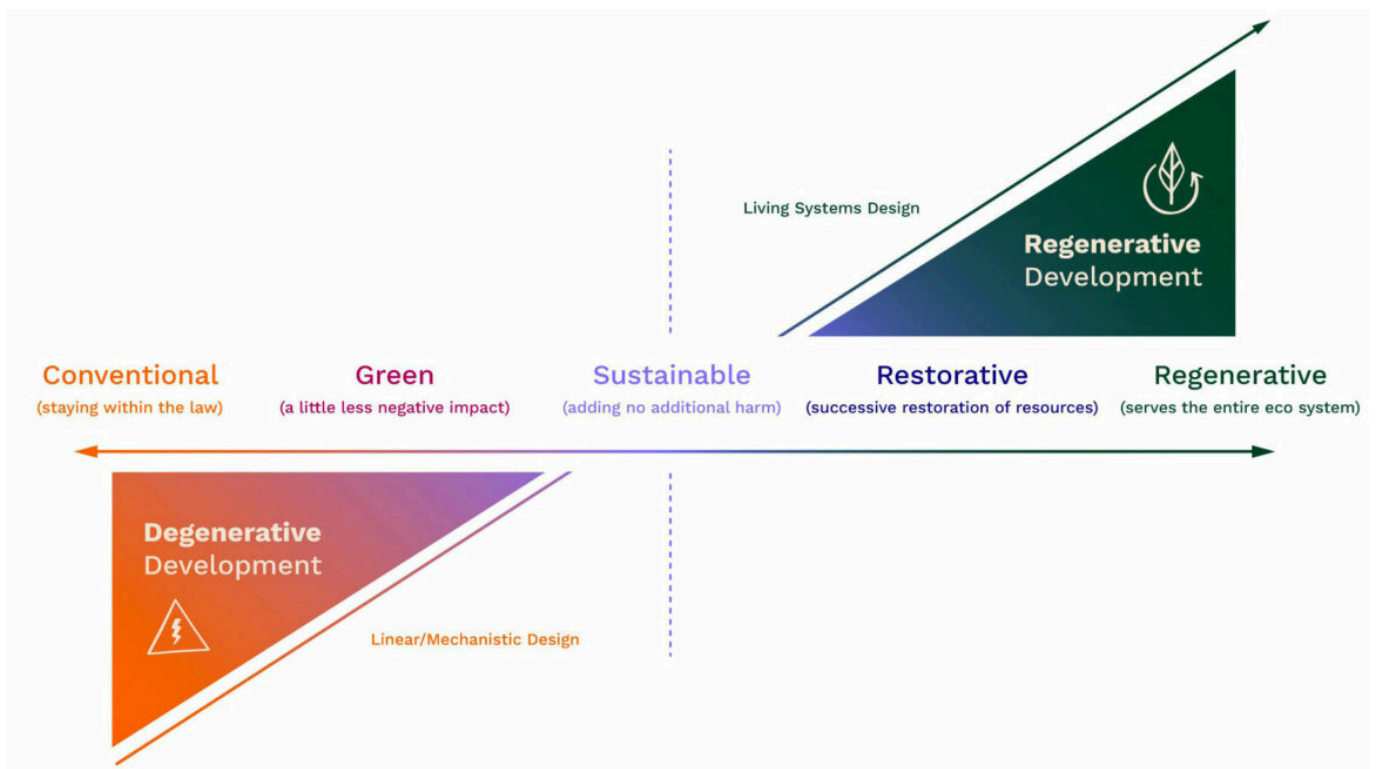 Living Systems Design
Regenerative
Development
Conventional
(staying within the law)
Green
(a little less negative impact)
Sustainable
(adding no additional harm)
Restorative
(successive restoration of resources)
Regenerative
(serves the entire eco system)
Degenerative
Development
Linear/Mechanistic Design